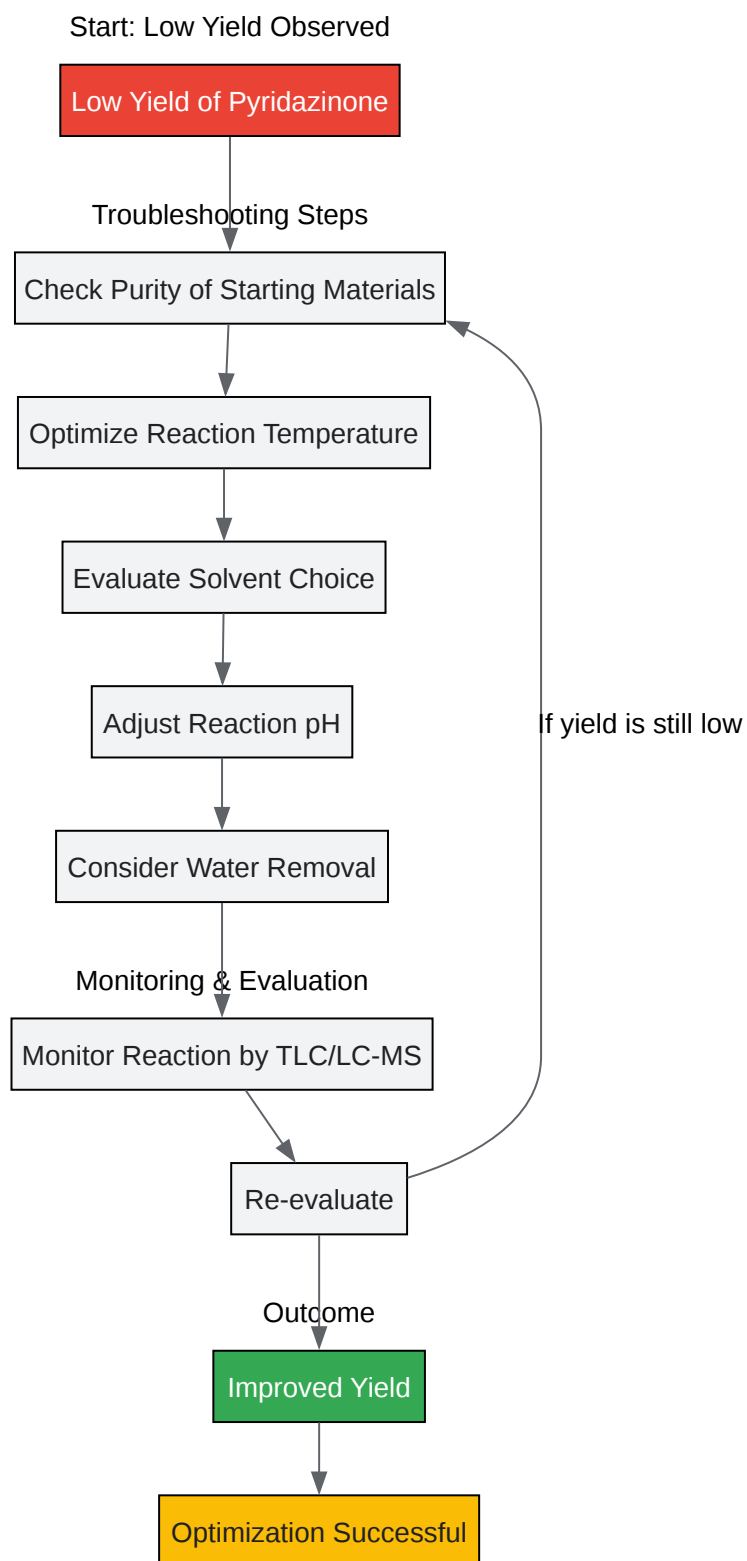 Start: Low Yield Observed
Low Yield of Pyridazinone
Troubleshooting Steps
Check Purity of Starting Materials
Optimize Reaction Temperature
Evaluate Solvent Choice
Adjust Reaction pH
If yield is still low
Consider Water Removal
Monitoring & Evaluation
Monitor Reaction by TLC/LC-MS
Re-evaluate
Outcome
Improved Yield
Optimization Successful